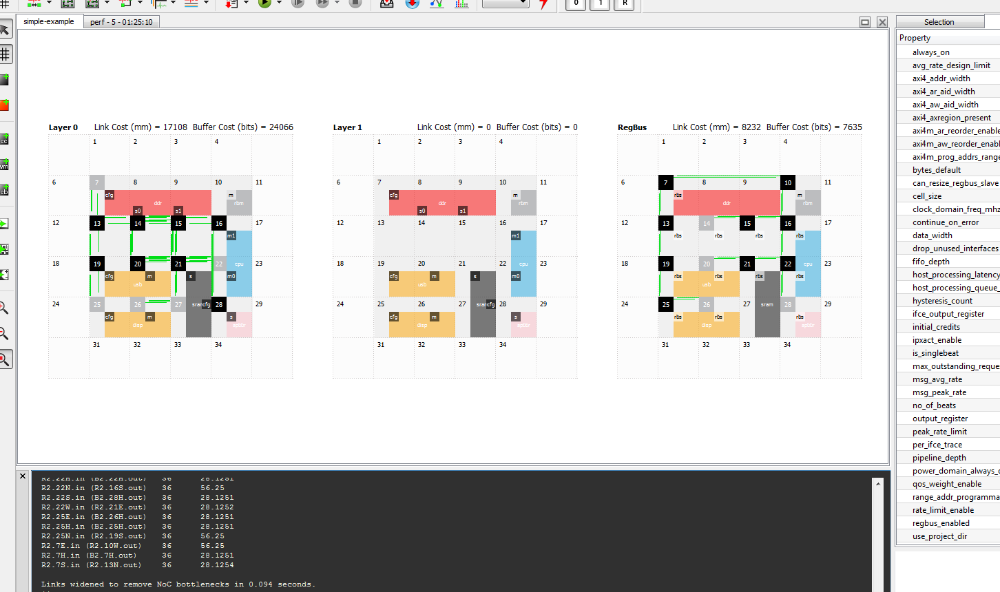 0 1 R
simple-example perf - 5 - 01:25:10
Layer 0 Link Cost (mm) = 17108 Buffer Cost (bits) = 24066
1 2 3 4
6 7 8 9 10 11
cfg ddr m rbm
s0 s1
12 13 14 15 16 17
m1
18 19 20 21 22 23
cpu
cfg m s m0
usb
24 25 26 27 28 29
sram cfg
cfg m s
disp
31 32 33 34
Layer 1 Link Cost (mm) = 0 Buffer Cost (bits) = 0
1 2 3 4
6 7 8 9 10 11
cfg ddr m rbm
s0 s1
12 13 14 15 16 17
m1
18 19 20 21 22 23
cpu
cfg m s m0
usb
24 25 26 27 28 29
cfg
cfg m s
disp
31 32 33 34
RegBus Link Cost (mm) = 8232 Buffer Cost (bits) = 7635
1 2 3 4
6 7 8 9 10 11
rbs ddr m rbm
12 13 14 15 16 17
rbs rbs rbs rbs
18 19 20 21 22 23
cpu
rbs rbs rbs rbs
usb
24 25 26 27 28 29
sram
rbs rbs rbs
disp
31 32 33 34
Selection
Property
always_on
avg_rate_design_limit
axi4_addr_width
axi4_ar_aid_width
axi4_aw_aid_width
axi4_axregion_present
axi4m_ar_reorder_enable
axi4m_aw_reorder_enabl
axi4m_prog_addrs_range
bytes_default
can_resize_regbus_slave
cell_size
clock_domain_freq_mhz
continue_on_error
data_width
drop_unused_interfaces
fifo_depth
host_processing_latency
host_processing_queue_
hysteresis_count
ifce_output_register
initial_credits
ipxact_enable
is_singlebeat
max_outstanding_reque
msg_avg_rate
msg_peak_rate
no_of_beats
output_register
peak_rate_limit
per_ifce_trace
pipeline_depth
power_domain_always_o
qos_weight_enable
range_addr_programma
rate_limit_enable
regbus_enabled
use_project_dir
R2.22H.in (B2.22H.out) 36 28.1251
R2.22N.in (R2.16S.out) 36 56.25
R2.22S.in (B2.28H.out) 36 28.1251
R2.22W.in (R2.21E.out) 36 28.1252
R2.25E.in (B2.26H.out) 36 28.1251
R2.25H.in (B2.25H.out) 36 28.1251
R2.25N.in (R2.19S.out) 36 56.25
R2.7E.in (R2.10W.out) 36 56.25
R2.7H.in (B2.7H.out) 36 28.1251
R2.7S.in (R2.13N.out) 36 28.1254
Links widened to remove NoC bottlenecks in 0.094 seconds.